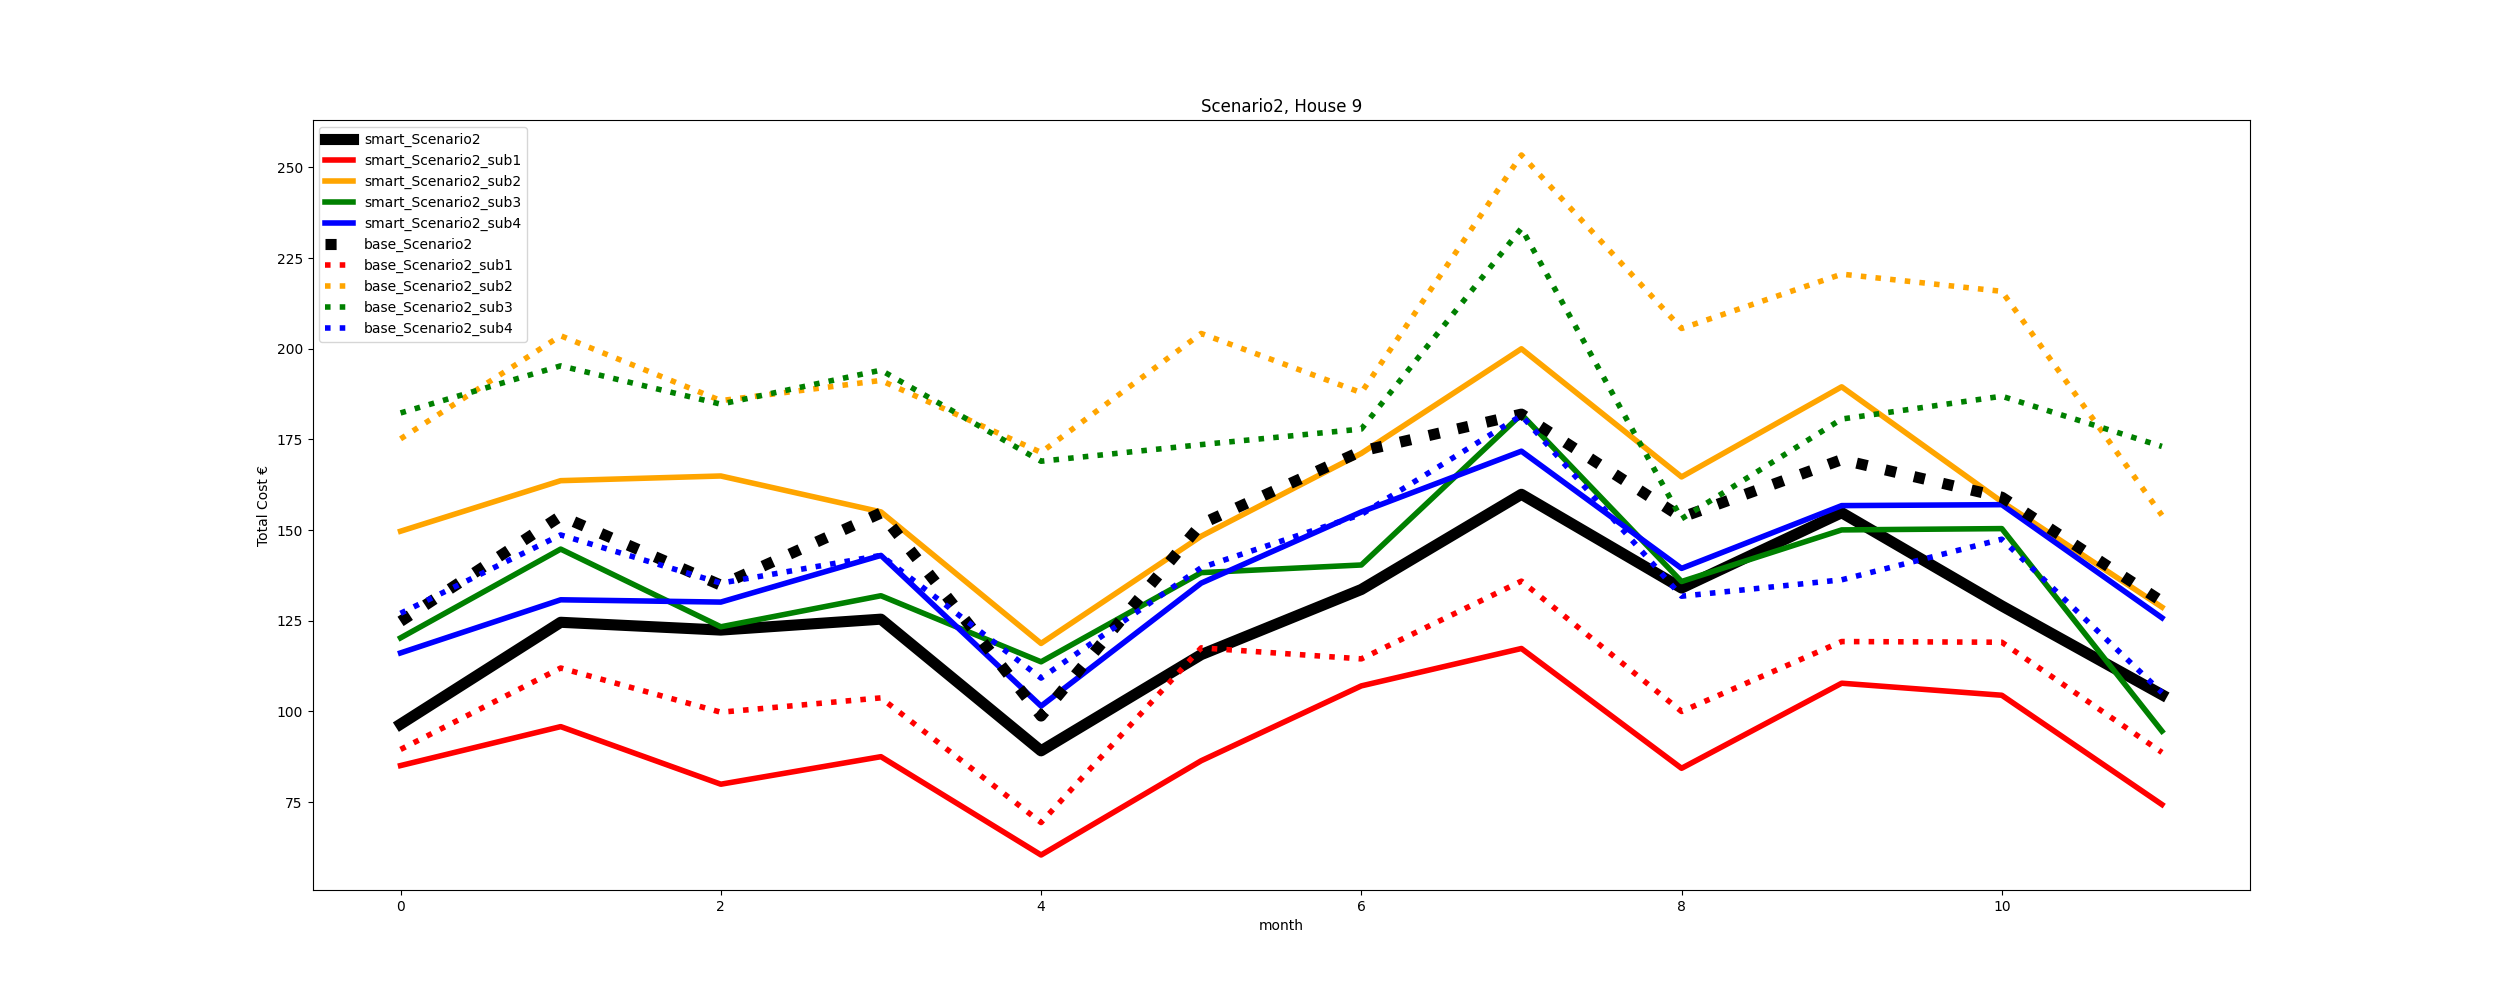 Scenario2, House 9
smart_Scenario2
smart_Scenario2_sub1
smart_Scenario2_sub2
smart_Scenario2_sub3
smart_Scenario2_sub4
base_Scenario2
base_Scenario2_sub1
base_Scenario2_sub2
base_Scenario2_sub3
base_Scenario2_sub4
Total Cost €
250
225
200
175
150
125
100
75
0 2 4 6 8 10
month